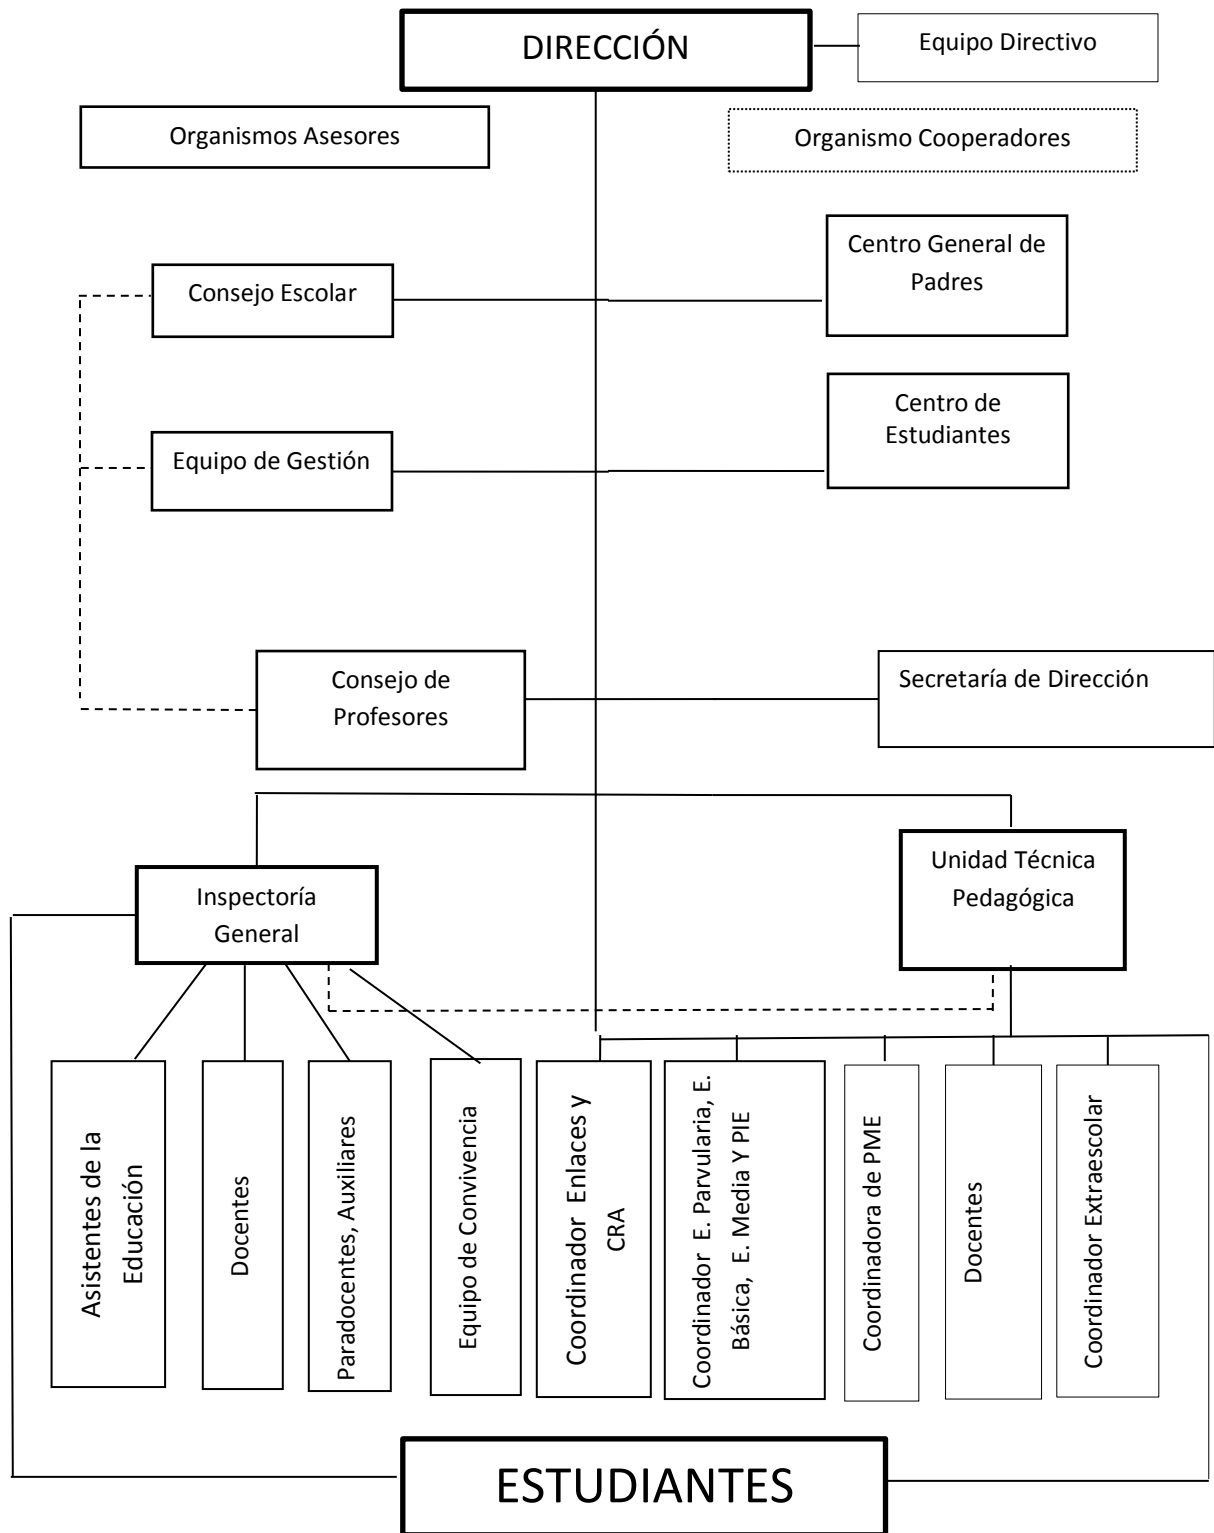 DIRECCIÓN
Equipo Directivo
Organismos Asesores
Organismo Cooperadores
Centro General de
Padres
Consejo Escolar
Centro de
Estudiantes
Equipo de Gestión
Consejo de
Profesores
Secretaría de Dirección
Unidad Técnica
Pedagógica
Inspectoría
General
Asistentes de la
Educación
Docentes
Paradocentes, Auxiliares
Equipo de Convivencia
Coordinador Enlaces y
CRA
Coordinador E. Parvularia, E.
Básica, E. Media Y PIE
Coordinadora de PME
Docentes
Coordinador Extraescolar
ESTUDIANTES